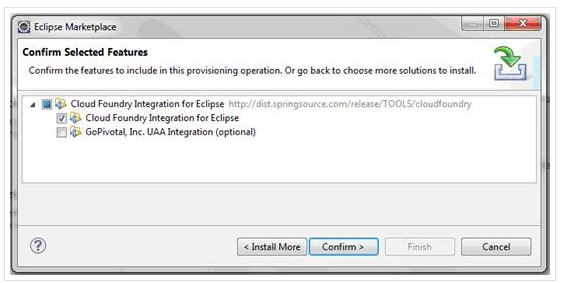 Eclipse Marketplace
Confirm Selected Features
Confirm the features to include in this provisioning operation. Or go back to choose more solutions to install.
Cloud Foundry Integration for Eclipse http://dist.springsource.com/release/TOOLS/cloudfoundry
Cloud Foundry Integration for Eclipse
GoPivotal, Inc. UAA Integration (optional)
? < Install More Confirm > Finish Cancel